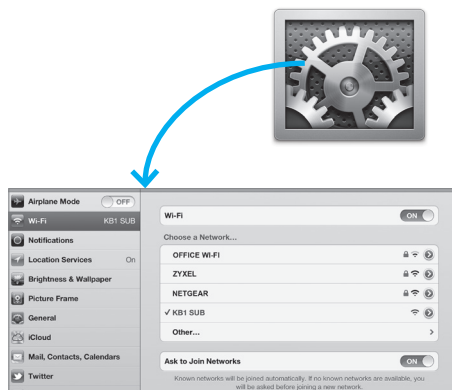 Airplane Mode OFF
Wi-Fi KB1 SUB
Notifications
Location Services On
Brightness & Wallpaper
Picture Frame
General
iCloud
Mail, Contacts, Calendars
Twitter
Wi-Fi ON
Choose a Network...
OFFICE WI-FI
ZYXEL
NETGEAR
✓ KB1 SUB
Other...
Ask to Join Networks ON
Known networks will be joined automatically. If no known networks are available, you
will be asked before joining a new network.